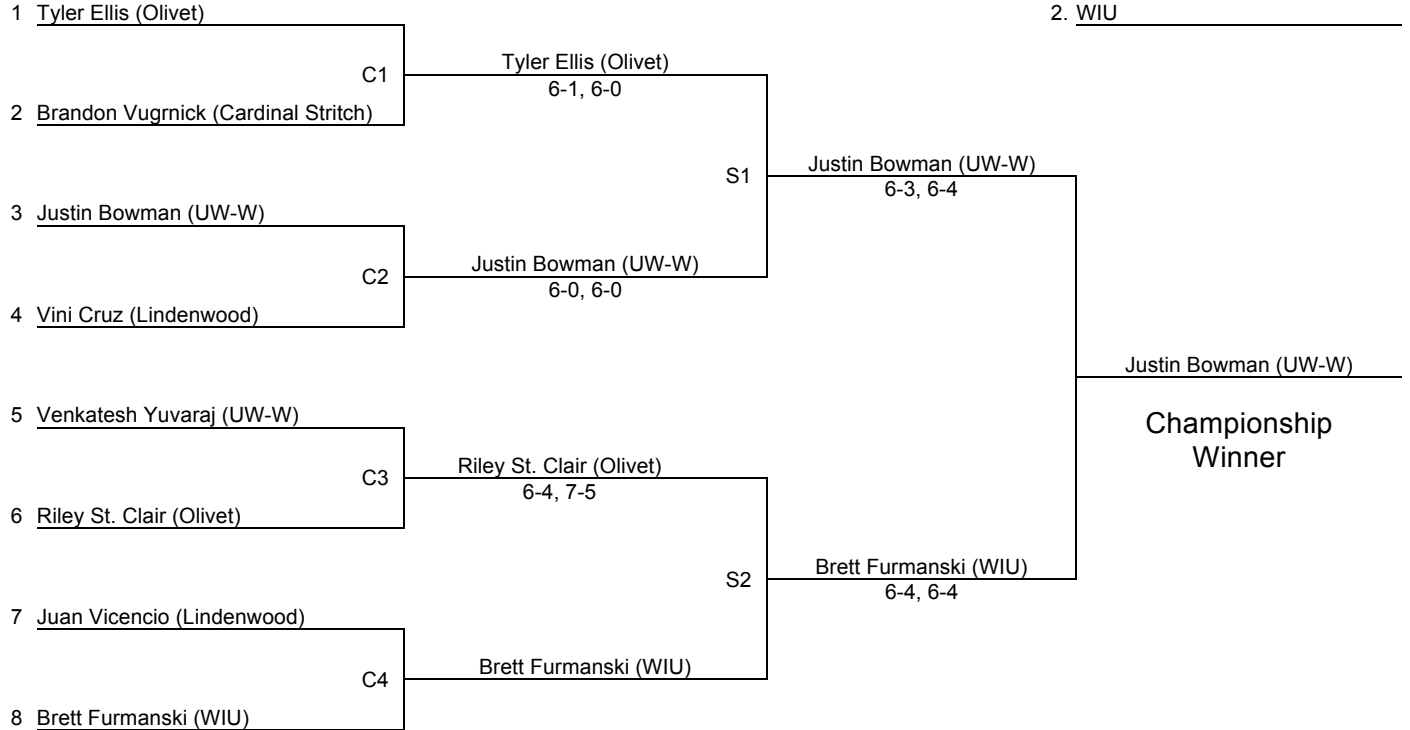 1 Tyler Ellis (Olivet)
2. WIU
Tyler Ellis (Olivet)
C1
6-1, 6-0
2 Brandon Vugrnick (Cardinal Stritch)
Justin Bowman (UW-W)
S1
6-3, 6-4
3 Justin Bowman (UW-W)
Justin Bowman (UW-W)
C2
6-0, 6-0
4 Vini Cruz (Lindenwood)
Justin Bowman (UW-W)
5 Venkatesh Yuvaraj (UW-W)
Championship
Winner
Riley St. Clair (Olivet)
C3
6-4, 7-5
6 Riley St. Clair (Olivet)
Brett Furmanski (WIU)
S2
6-4, 6-4
7 Juan Vicencio (Lindenwood)
Brett Furmanski (WIU)
C4
8 Brett Furmanski (WIU)